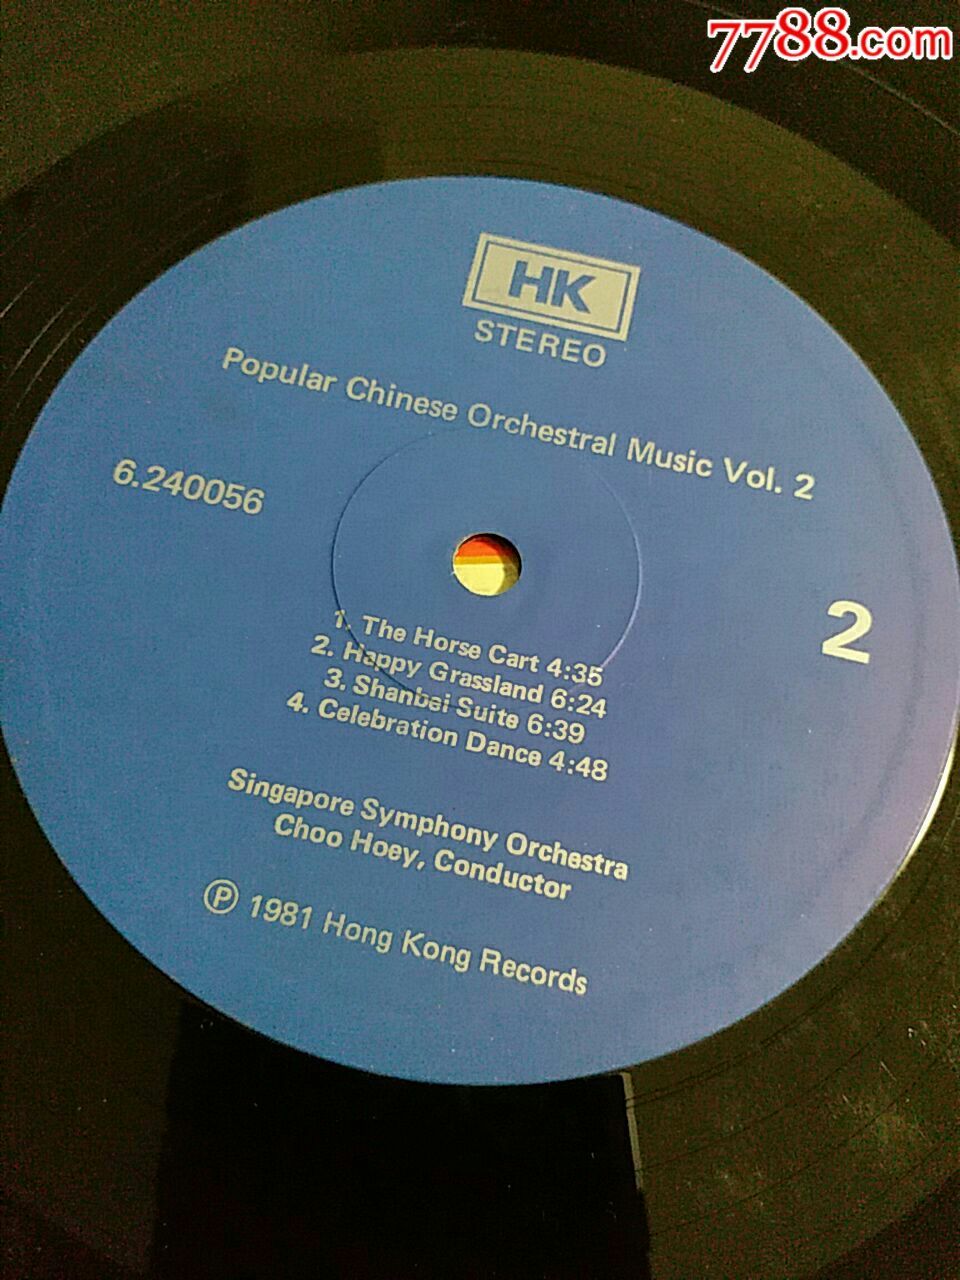 7788.com
HK
STEREO
Popular Chinese Orchestral Music Vol. 2
6.240056
2
1. The Horse Cart 4:35
2. Happy Grassland 6:24
3. Shanbei Suite 6:39
4. Celebration Dance 4:48
Singapore Symphony Orchestra
Choo Hoey, Conductor
Ⓟ 1981 Hong Kong Records